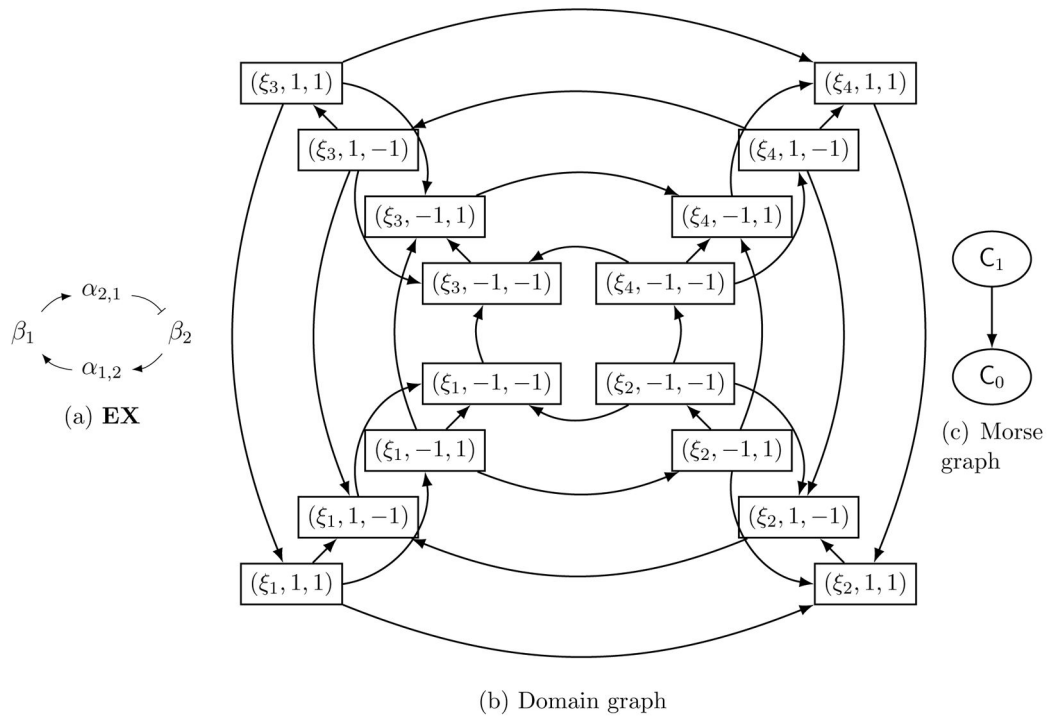 (ξ₃, 1, 1)
(ξ₄, 1, 1)
(ξ₃, 1, −1)
(ξ₄, 1, −1)
(ξ₃, −1, 1)
(ξ₄, −1, 1)
(ξ₃, −1, −1)
(ξ₄, −1, −1)
(ξ₁, −1, −1)
(ξ₂, −1, −1)
(ξ₁, −1, 1)
(ξ₂, −1, 1)
(ξ₁, 1, −1)
(ξ₂, 1, −1)
(ξ₁, 1, 1)
(ξ₂, 1, 1)
α₂,₁
β₁
β₂
α₁,₂
(a) EX
C₁
C₀
(c) Morse
graph
(b) Domain graph